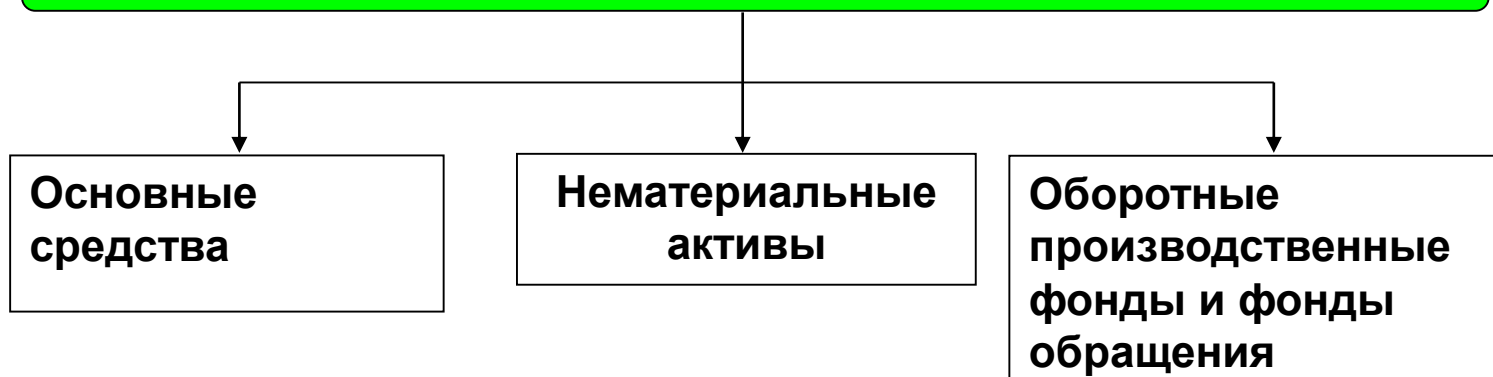 Основные
средства
Нематериальные
активы
Оборотные
производственные
фонды и фонды
обращения